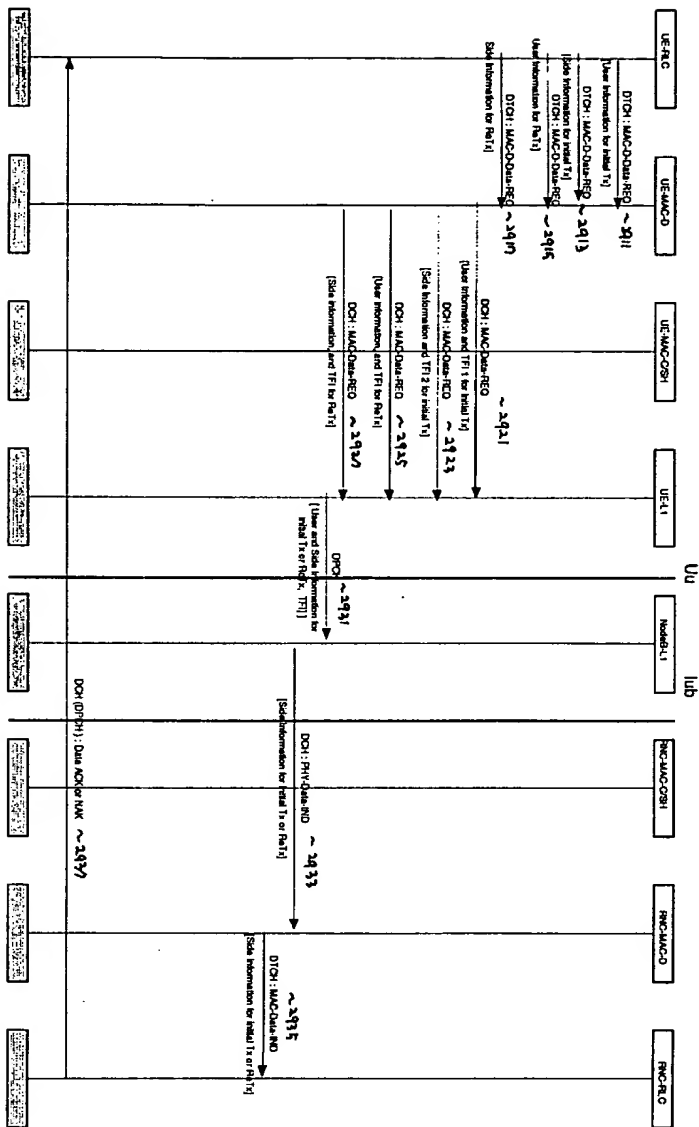 UE-RLC
UE-MAC-D
UE-MAC-C/SH
UE-L1
Uu
NodeB-L1
Iub
RNC-MAC-C/SH
RNC-MAC-D
RNC-RLC
DTCH : MAC-D-Data-REQ ~2911
[User Information for Initial Tx]
DTCH : MAC-D-Data-REQ ~2913
[Side Information for Initial Tx]
DTCH : MAC-D-Data-REQ ~2915
User Information for ReTx]
DTCH : MAC-D-Data-REQ ~2917
Side Information for ReTx]
DCH : MAC-Data-REQ ~2921
[User Information and TFI 1 for Initial Tx]
DCH : MAC-Data-REQ ~2923
[Side Information and TFI 2 for Initial Tx]
DCH : MAC-Data-REQ ~2925
[User Information, and TFI for ReTx]
DCH : MAC-Data-REQ ~2927
[Side Information, and TFI for ReTx]
DPCH ~2931
[User and Side Information for
Initial Tx or ReTx, TFI]
DCH : PHY-Data-IND ~2933
[Side Information for Initial Tx or ReTx]
DTCH : MAC-Data-IND ~2935
[Side Information for Initial Tx or ReTx]
DCH (DPCH) : Data ACK or NAK ~2937